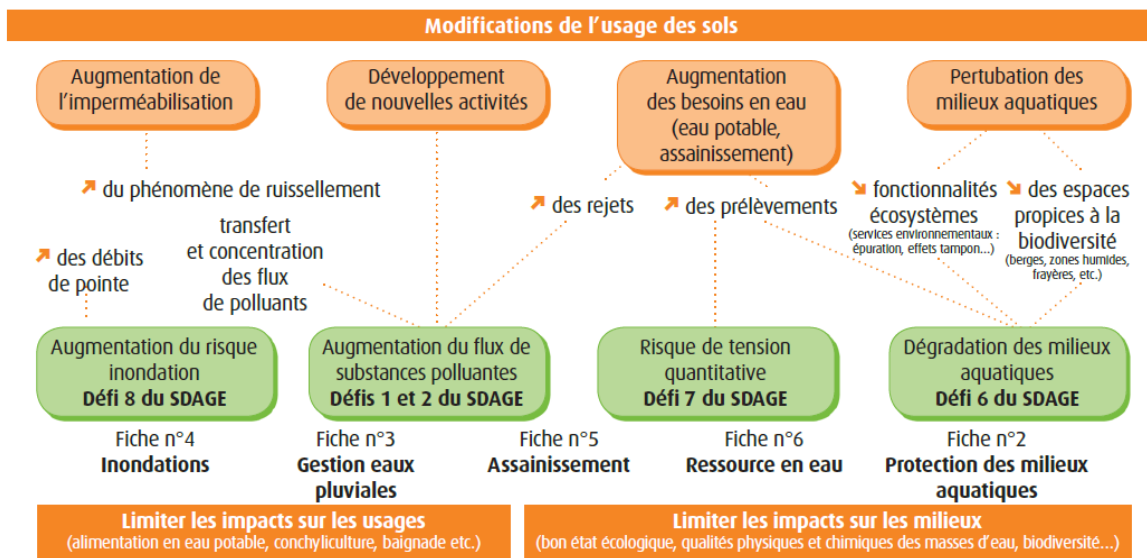 Modifications de l'usage des sols
Augmentation de
l'imperméabilisation
Développement
de nouvelles activités
Augmentation
des besoins en eau
(eau potable,
assainissement)
Pertubation des
milieux aquatiques
↗ du phénomène de ruissellement
transfert
et concentration
des flux
de polluants
↗ des débits
de pointe
↗ des rejets
↗ des prélèvements
↘ fonctionnalités
écosystèmes
(services environnementaux :
épuration, effets tampon...)
↘ des espaces
propices à la
biodiversité
(berges, zones humides,
frayères, etc.)
Augmentation du risque
inondation
Défi 8 du SDAGE
Augmentation du flux de
substances polluantes
Défis 1 et 2 du SDAGE
Risque de tension
quantitative
Défi 7 du SDAGE
Dégradation des milieux
aquatiques
Défi 6 du SDAGE
Fiche n°4
Inondations
Fiche n°3
Gestion eaux
pluviales
Fiche n°5
Assainissement
Fiche n°6
Ressource en eau
Fiche n°2
Protection des milieux
aquatiques
Limiter les impacts sur les usages
(alimentation en eau potable, conchyliculture, baignade etc.)
Limiter les impacts sur les milieux
(bon état écologique, qualités physiques et chimiques des masses d'eau, biodiversité...)